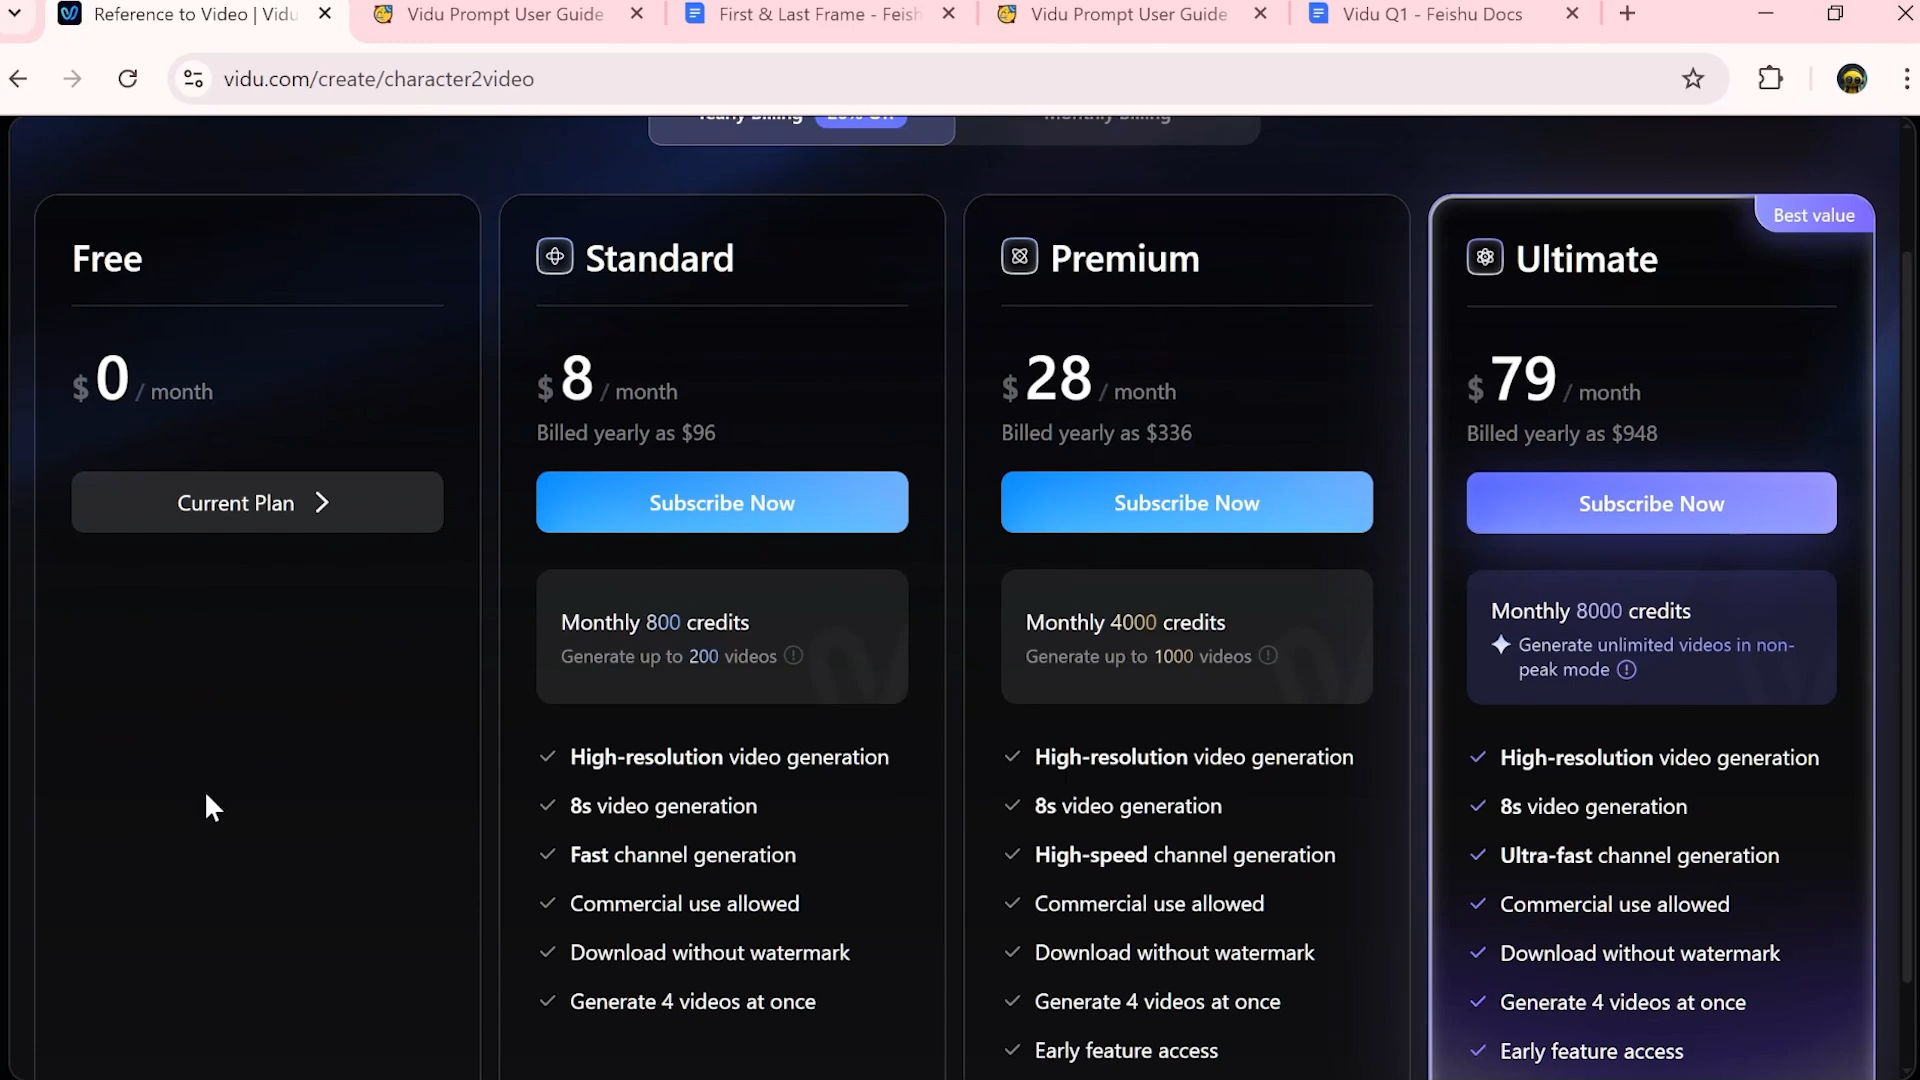 Reference to Video | Vidu
Vidu Prompt User Guide
First & Last Frame - Feish
Vidu Prompt User Guide
Vidu Q1 - Feishu Docs
vidu.com/create/character2video
Yearly Billing 20% Off
Monthly Billing
Best value
Free
$ 0 / month
Current Plan
Standard
$ 8 / month
Billed yearly as $96
Subscribe Now
Monthly 800 credits
Generate up to 200 videos
High-resolution video generation
8s video generation
Fast channel generation
Commercial use allowed
Download without watermark
Generate 4 videos at once
Premium
$ 28 / month
Billed yearly as $336
Subscribe Now
Monthly 4000 credits
Generate up to 1000 videos
High-resolution video generation
8s video generation
High-speed channel generation
Commercial use allowed
Download without watermark
Generate 4 videos at once
Early feature access
Ultimate
$ 79 / month
Billed yearly as $948
Subscribe Now
Monthly 8000 credits
Generate unlimited videos in non-
peak mode
High-resolution video generation
8s video generation
Ultra-fast channel generation
Commercial use allowed
Download without watermark
Generate 4 videos at once
Early feature access